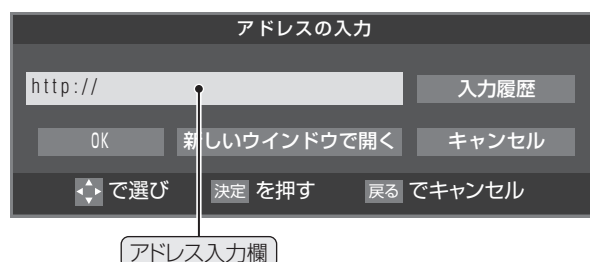 アドレスの入力
http://
入力履歴
OK 新しいウインドウで開く キャンセル
で選び 決定 を押す 戻る でキャンセル
アドレス入力欄